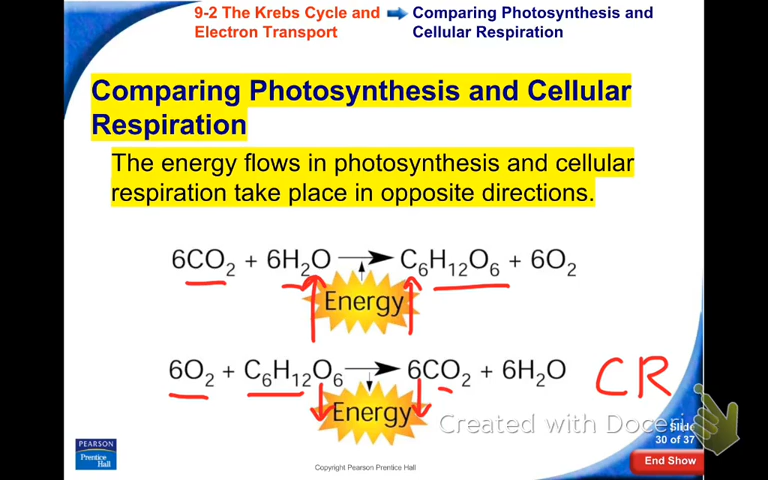 9-2 The Krebs Cycle and
Electron Transport
Comparing Photosynthesis and
Cellular Respiration
Comparing Photosynthesis and Cellular
Respiration
The energy flows in photosynthesis and cellular
respiration take place in opposite directions.
6CO₂ + 6H₂O → C₆H₁₂O₆ + 6O₂
Energy
6O₂ + C₆H₁₂O₆ → 6CO₂ + 6H₂O
CR
Energy
Created with Doceri
Slide
30 of 37
End Show
PEARSON
Prentice
Hall
Copyright Pearson Prentice Hall